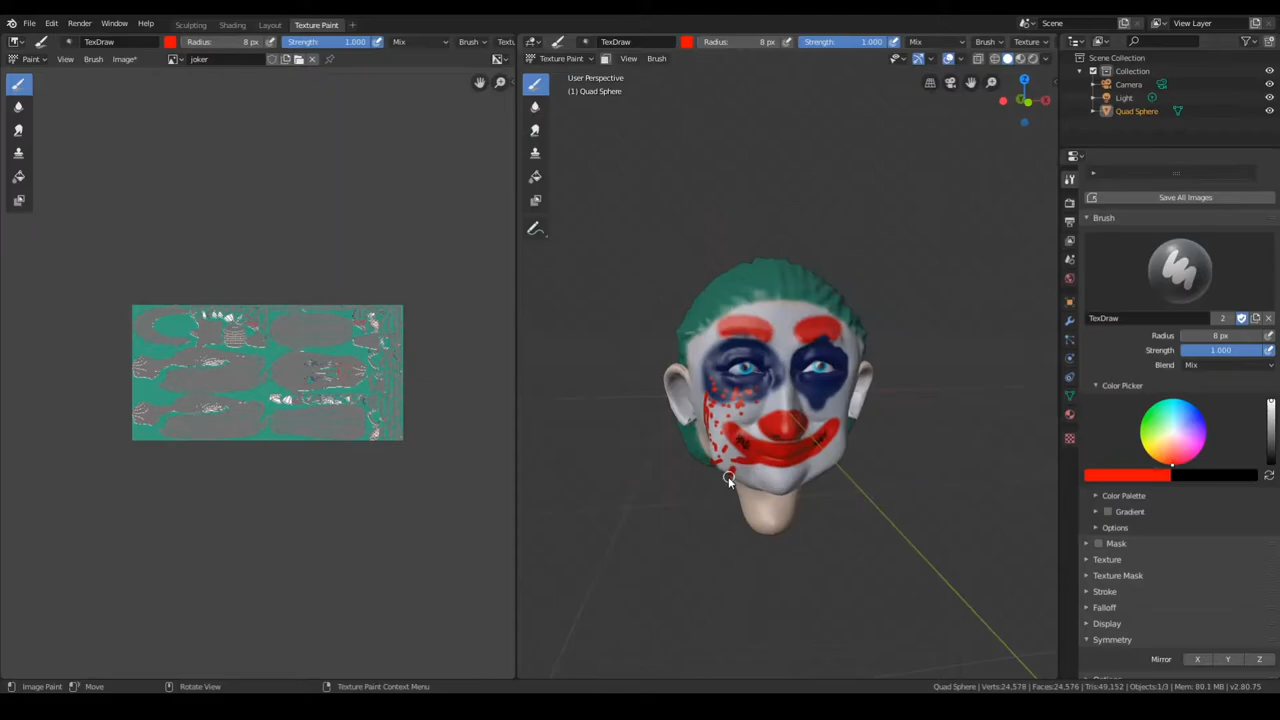 File Edit Render Window Help Sculpting Shading Layout Texture Paint + Scene View Layer
TexDraw Radius: 8 px Strength: 1.000 Mix Brush Textu TexDraw Radius: 8 px Strength: 1.000 Mix Brush Texture
Paint View Brush Image* joker Texture Paint View Brush
Scene Collection
Collection
Camera
Light
Quad Sphere
User Perspective
(1) Quad Sphere
Z
X
Y
Save All Images
Brush
TexDraw 2
Radius 8 px
Strength 1.000
Blend Mix
Color Picker
Color Palette
Gradient
Options
Mask
Texture
Texture Mask
Stroke
Falloff
Display
Symmetry
Mirror X Y Z
Image Paint Move Rotate View Texture Paint Context Menu Quad Sphere | Verts:24,578 | Faces:24,576 | Tris:49,152 | Objects:1/3 | Mem: 80.1 MB | v2.80.75